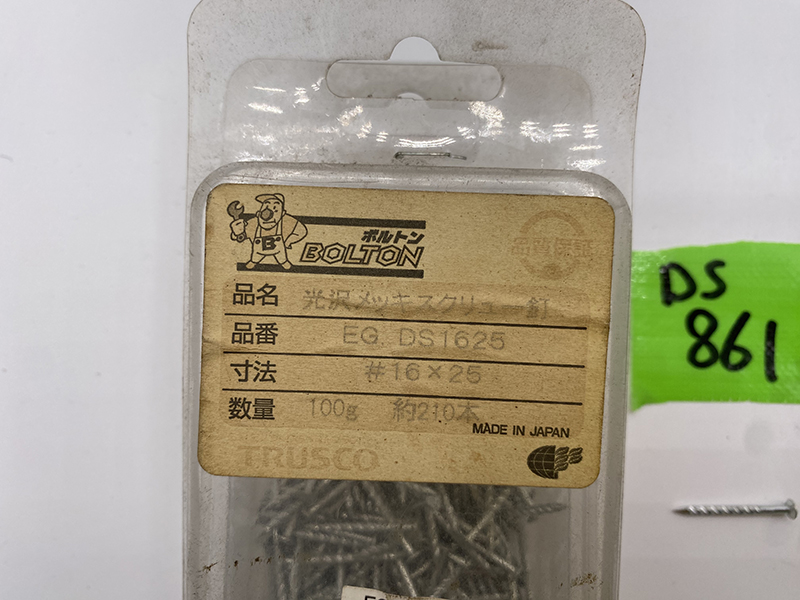 ボルトン
BOLTON
品質保証
品名 光沢メッキスクリュー釘
品番 EG. DS1625
寸法 #16×25
数量 100g 約210本
MADE IN JAPAN
TRUSCO
DS
861